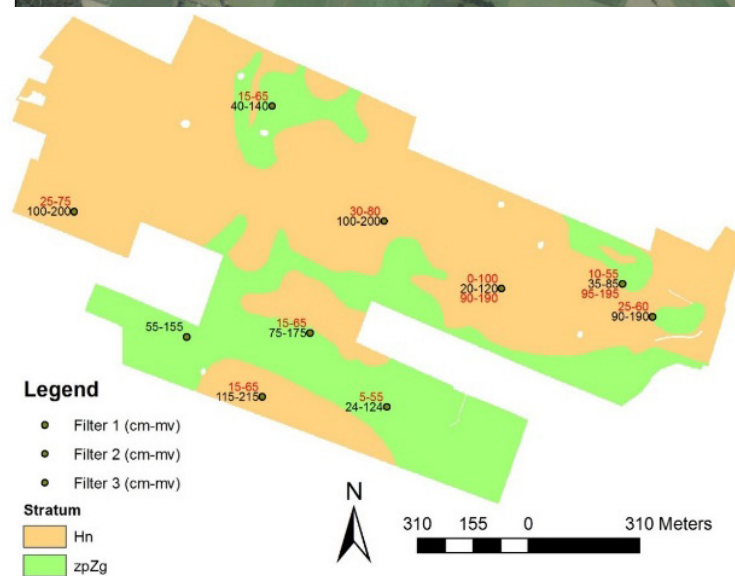 15-65
40-140
25-75
100-200
30-80
100-200
0-100
20-120
90-190
10-55
35-85
95-195
25-60
90-190
55-155
15-65
75-175
15-65
115-215
5-55
24-124
Legend
Filter 1 (cm-mv)
Filter 2 (cm-mv)
Filter 3 (cm-mv)
Stratum
Hn
zpZg
N
310 155 0 310 Meters